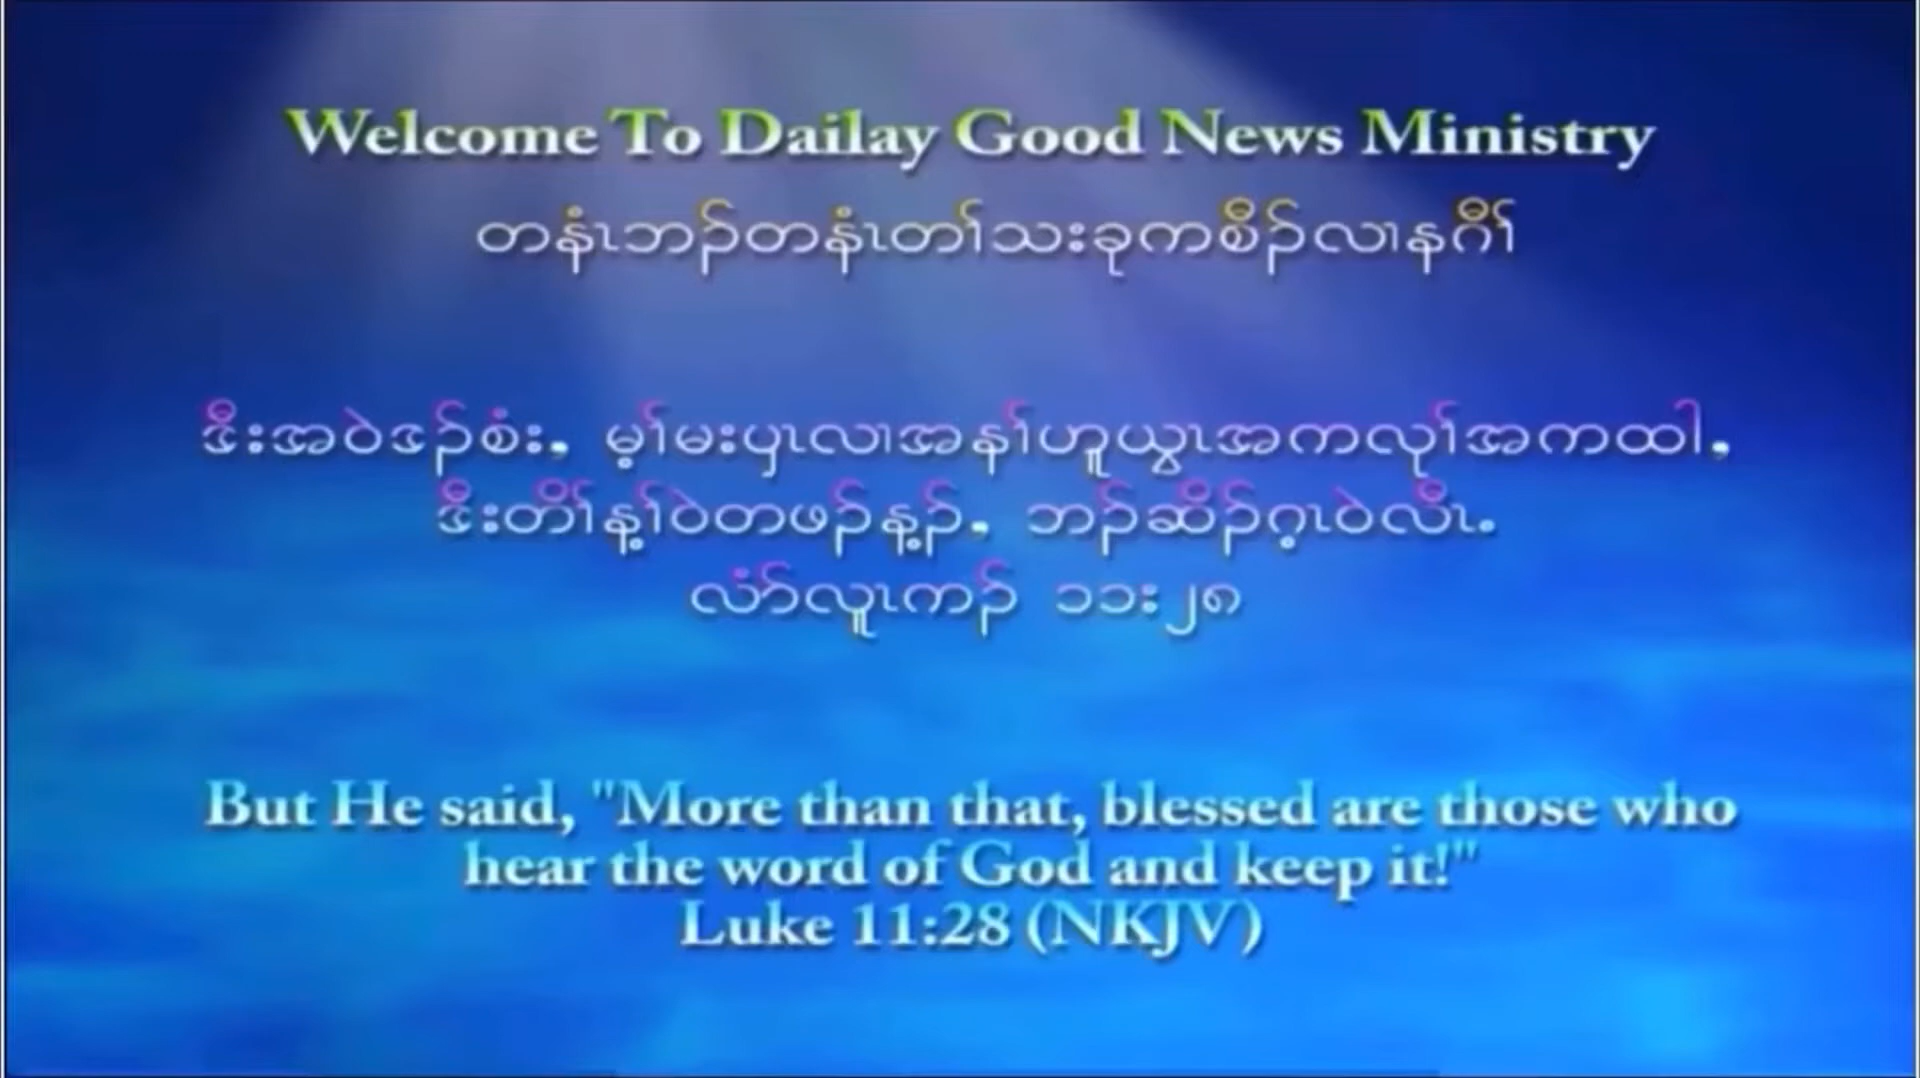 Welcome To Dailay Good News Ministry
တနံၤဘၣ်တနံၤတၢ်သးခုကစီၣ်လၢနဂီၢ်
ဒီးအဝဲဒၣ်စံး, မ့ၢ်မးပှၤလၢအနၢ်ဟူယွၤအကလုၢ်အကထါ,
ဒီးတိၢ်န့ၢ်ဝဲတဖၣ်န့ၣ်, ဘၣ်ဆိၣ်ဂ့ၤဝဲလီၤ.
လံာ်လူၤကၣ် ၁၁:၂၈
But He said, "More than that, blessed are those who
hear the word of God and keep it!"
Luke 11:28 (NKJV)